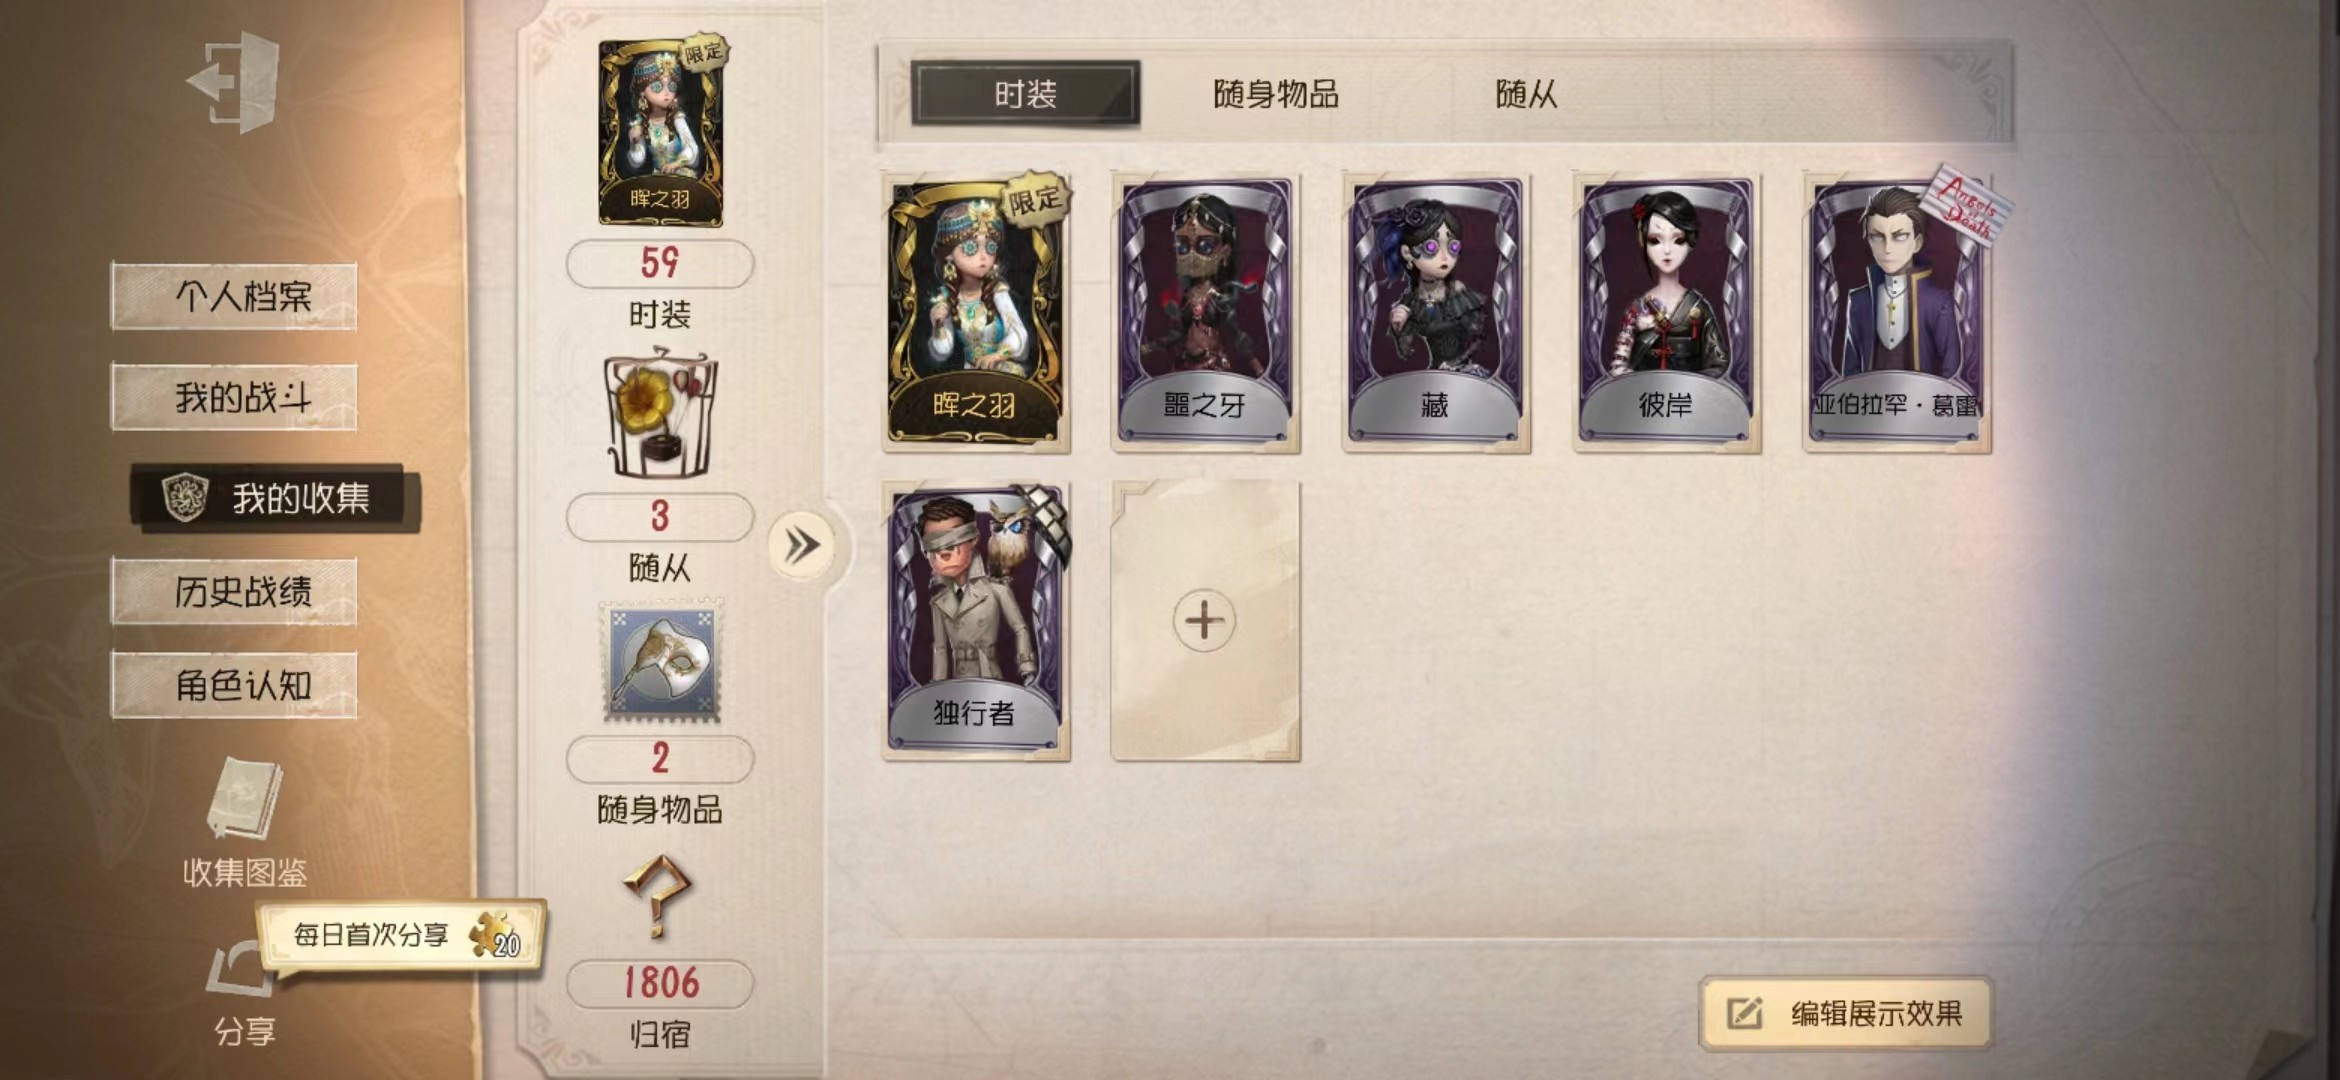 个人档案
我的战斗
我的收集
历史战绩
角色认知
收集图鉴
每日首次分享 20
分享
限定
晖之羽
59
时装
3
随从
2
随身物品
1806
归宿
时装 随身物品 随从
限定
晖之羽
噩之牙
藏
彼岸
Angels of Death
亚伯拉罕·葛雷
独行者
编辑展示效果